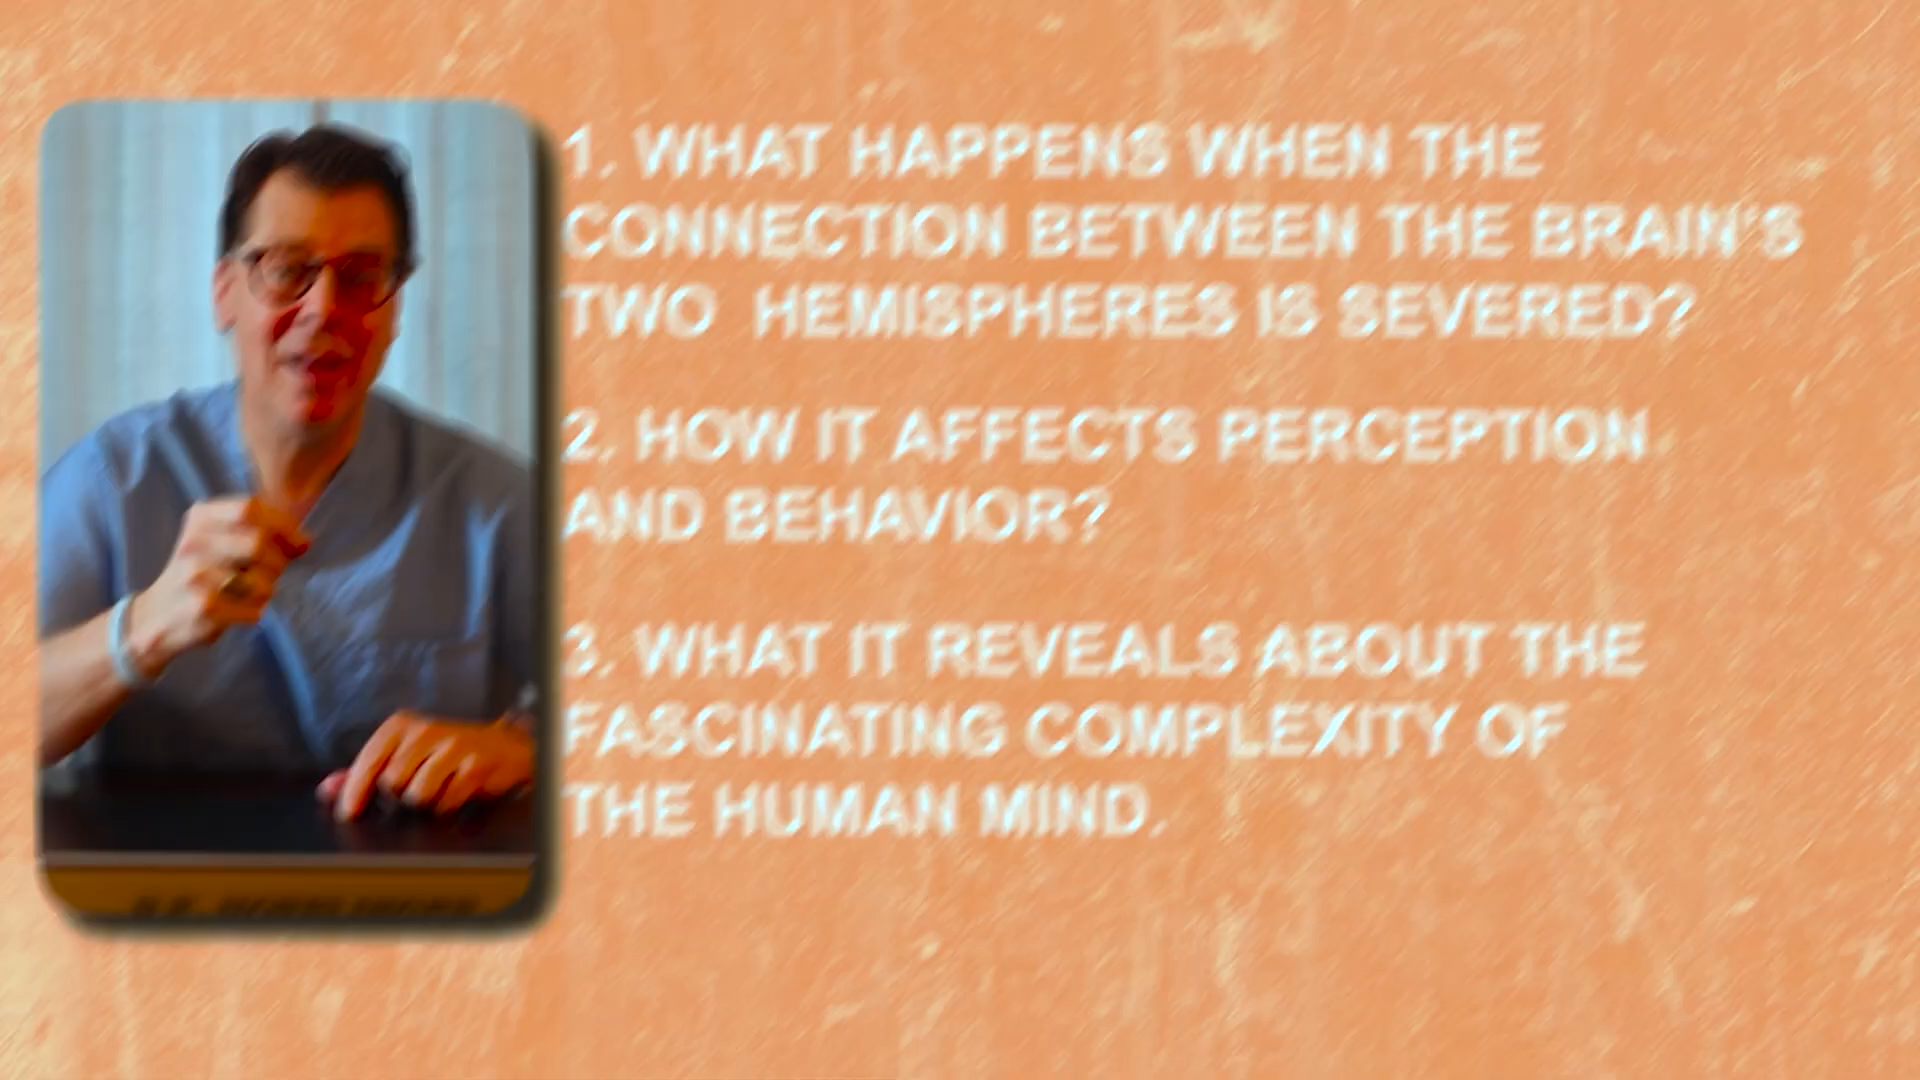 1. WHAT HAPPENS WHEN THE
CONNECTION BETWEEN THE BRAIN'S
TWO HEMISPHERES IS SEVERED?
2. HOW IT AFFECTS PERCEPTION
AND BEHAVIOR?
3. WHAT IT REVEALS ABOUT THE
FASCINATING COMPLEXITY OF
THE HUMAN MIND.